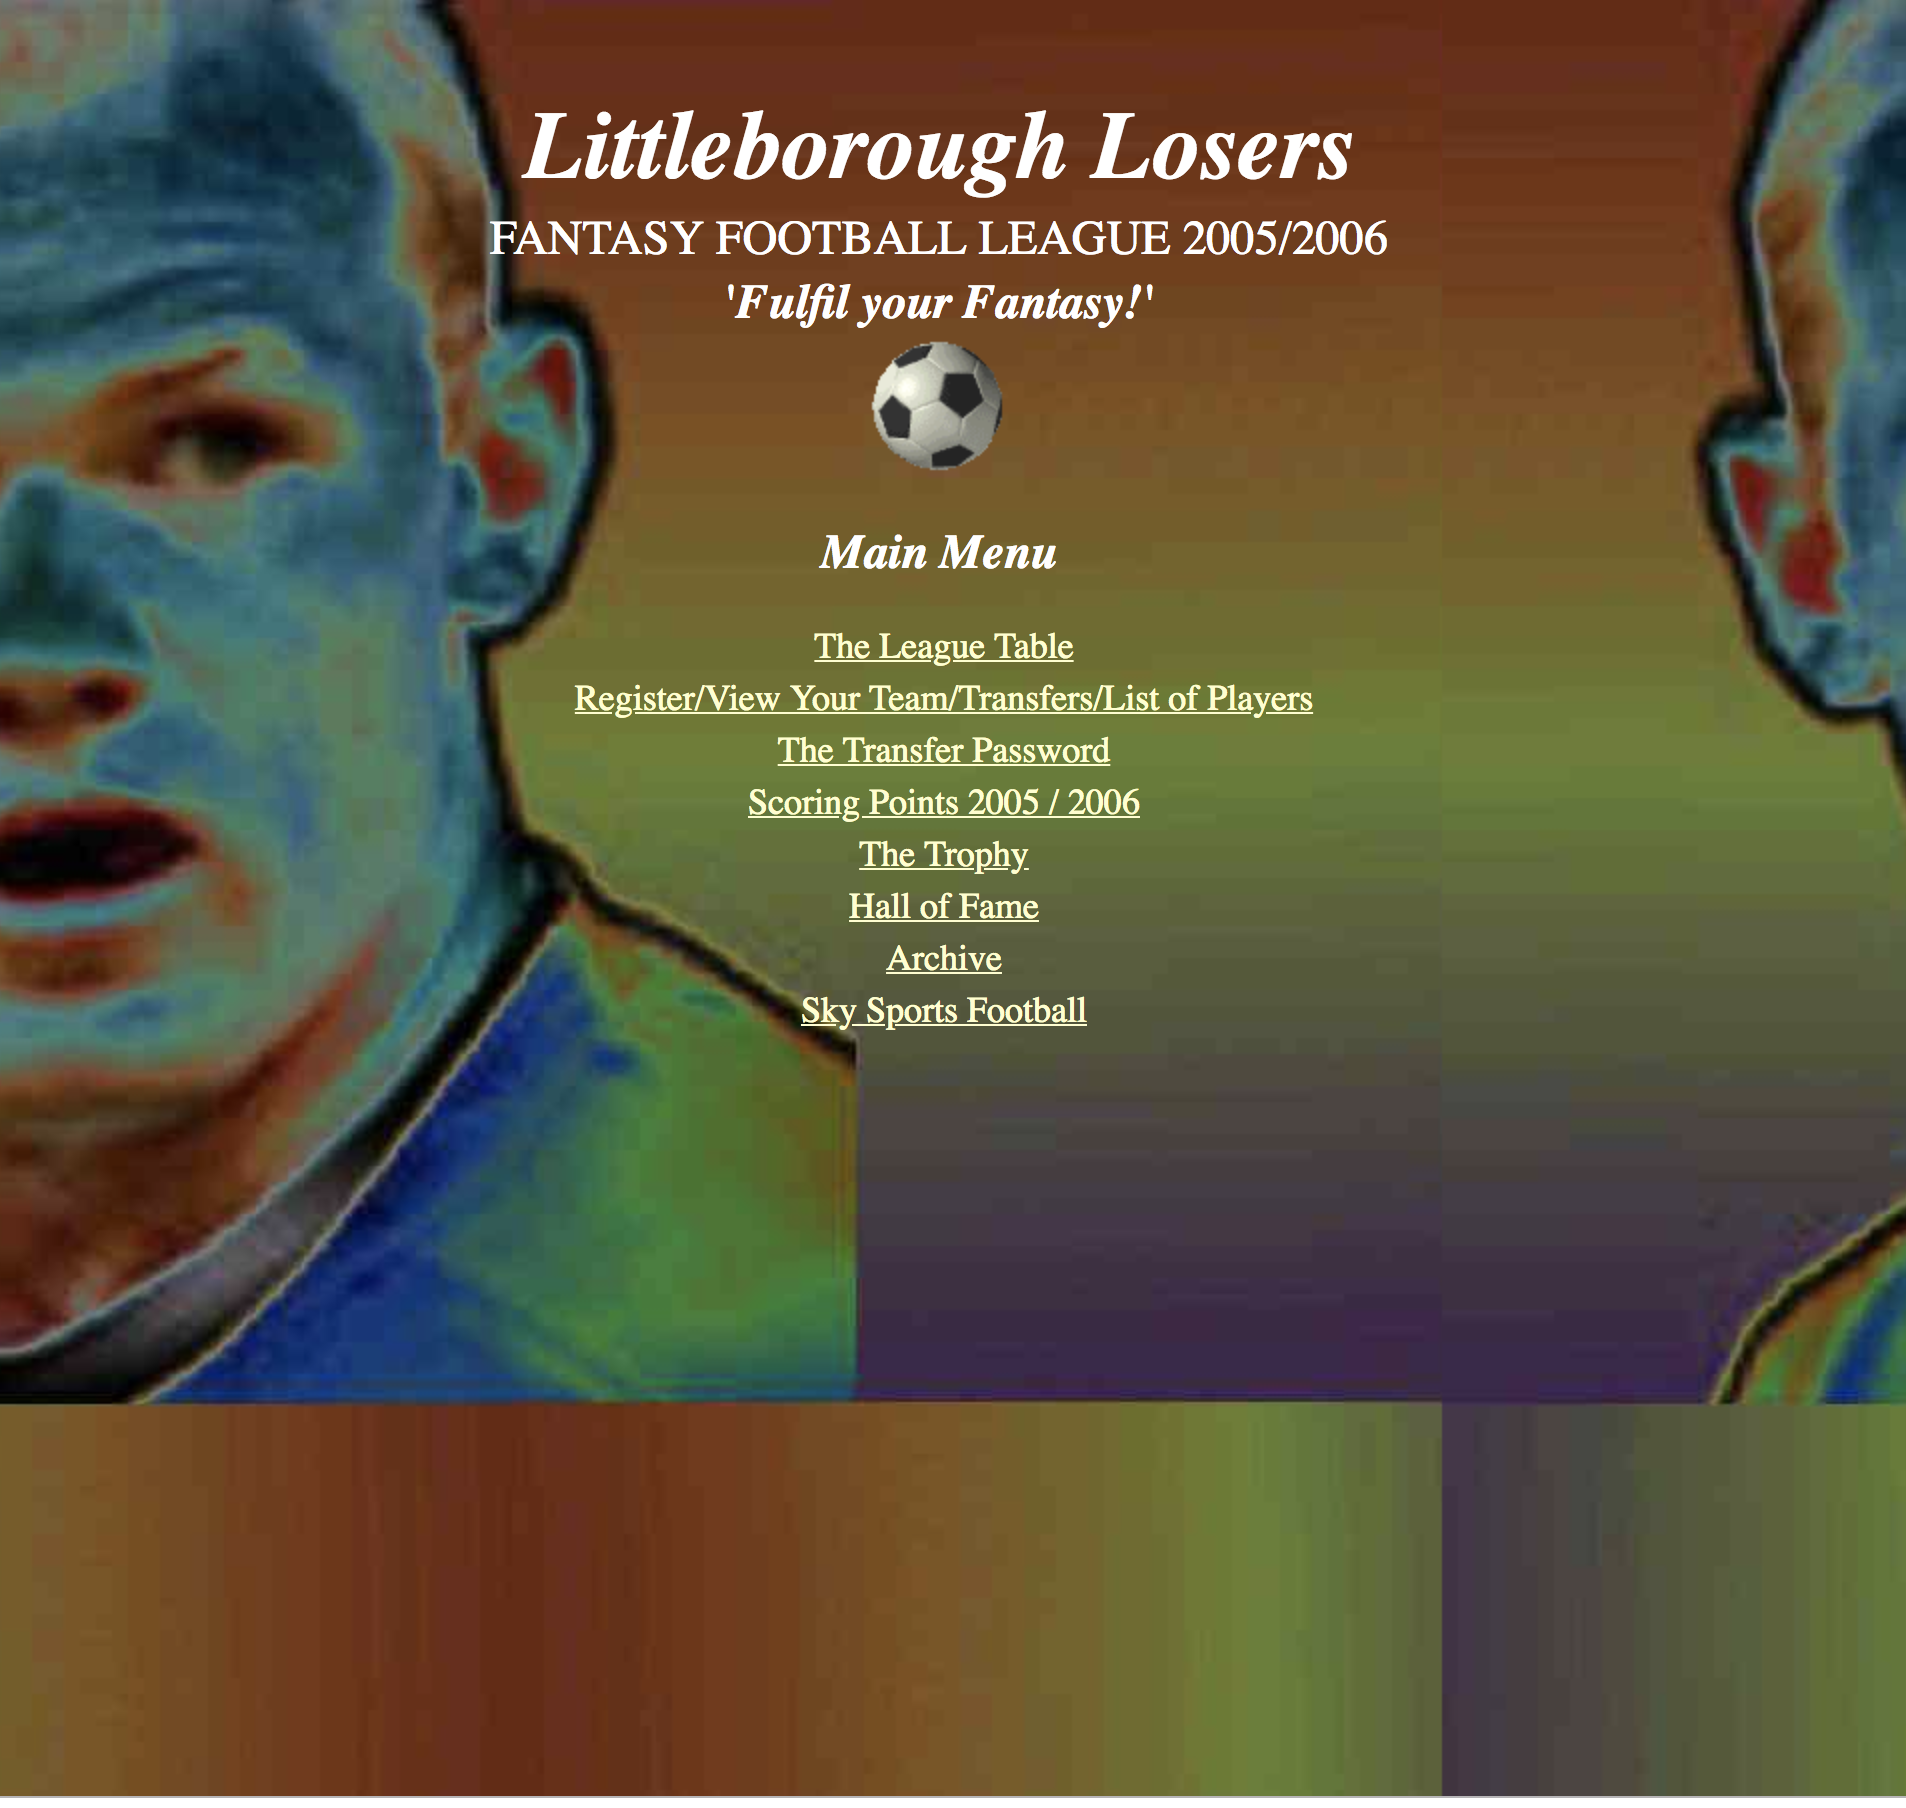 Littleborough Losers
FANTASY FOOTBALL LEAGUE 2005/2006
'Fulfil your Fantasy!'
Main Menu
The League Table
Register/View Your Team/Transfers/List of Players
The Transfer Password
Scoring Points 2005 / 2006
The Trophy
Hall of Fame
Archive
Sky Sports Football